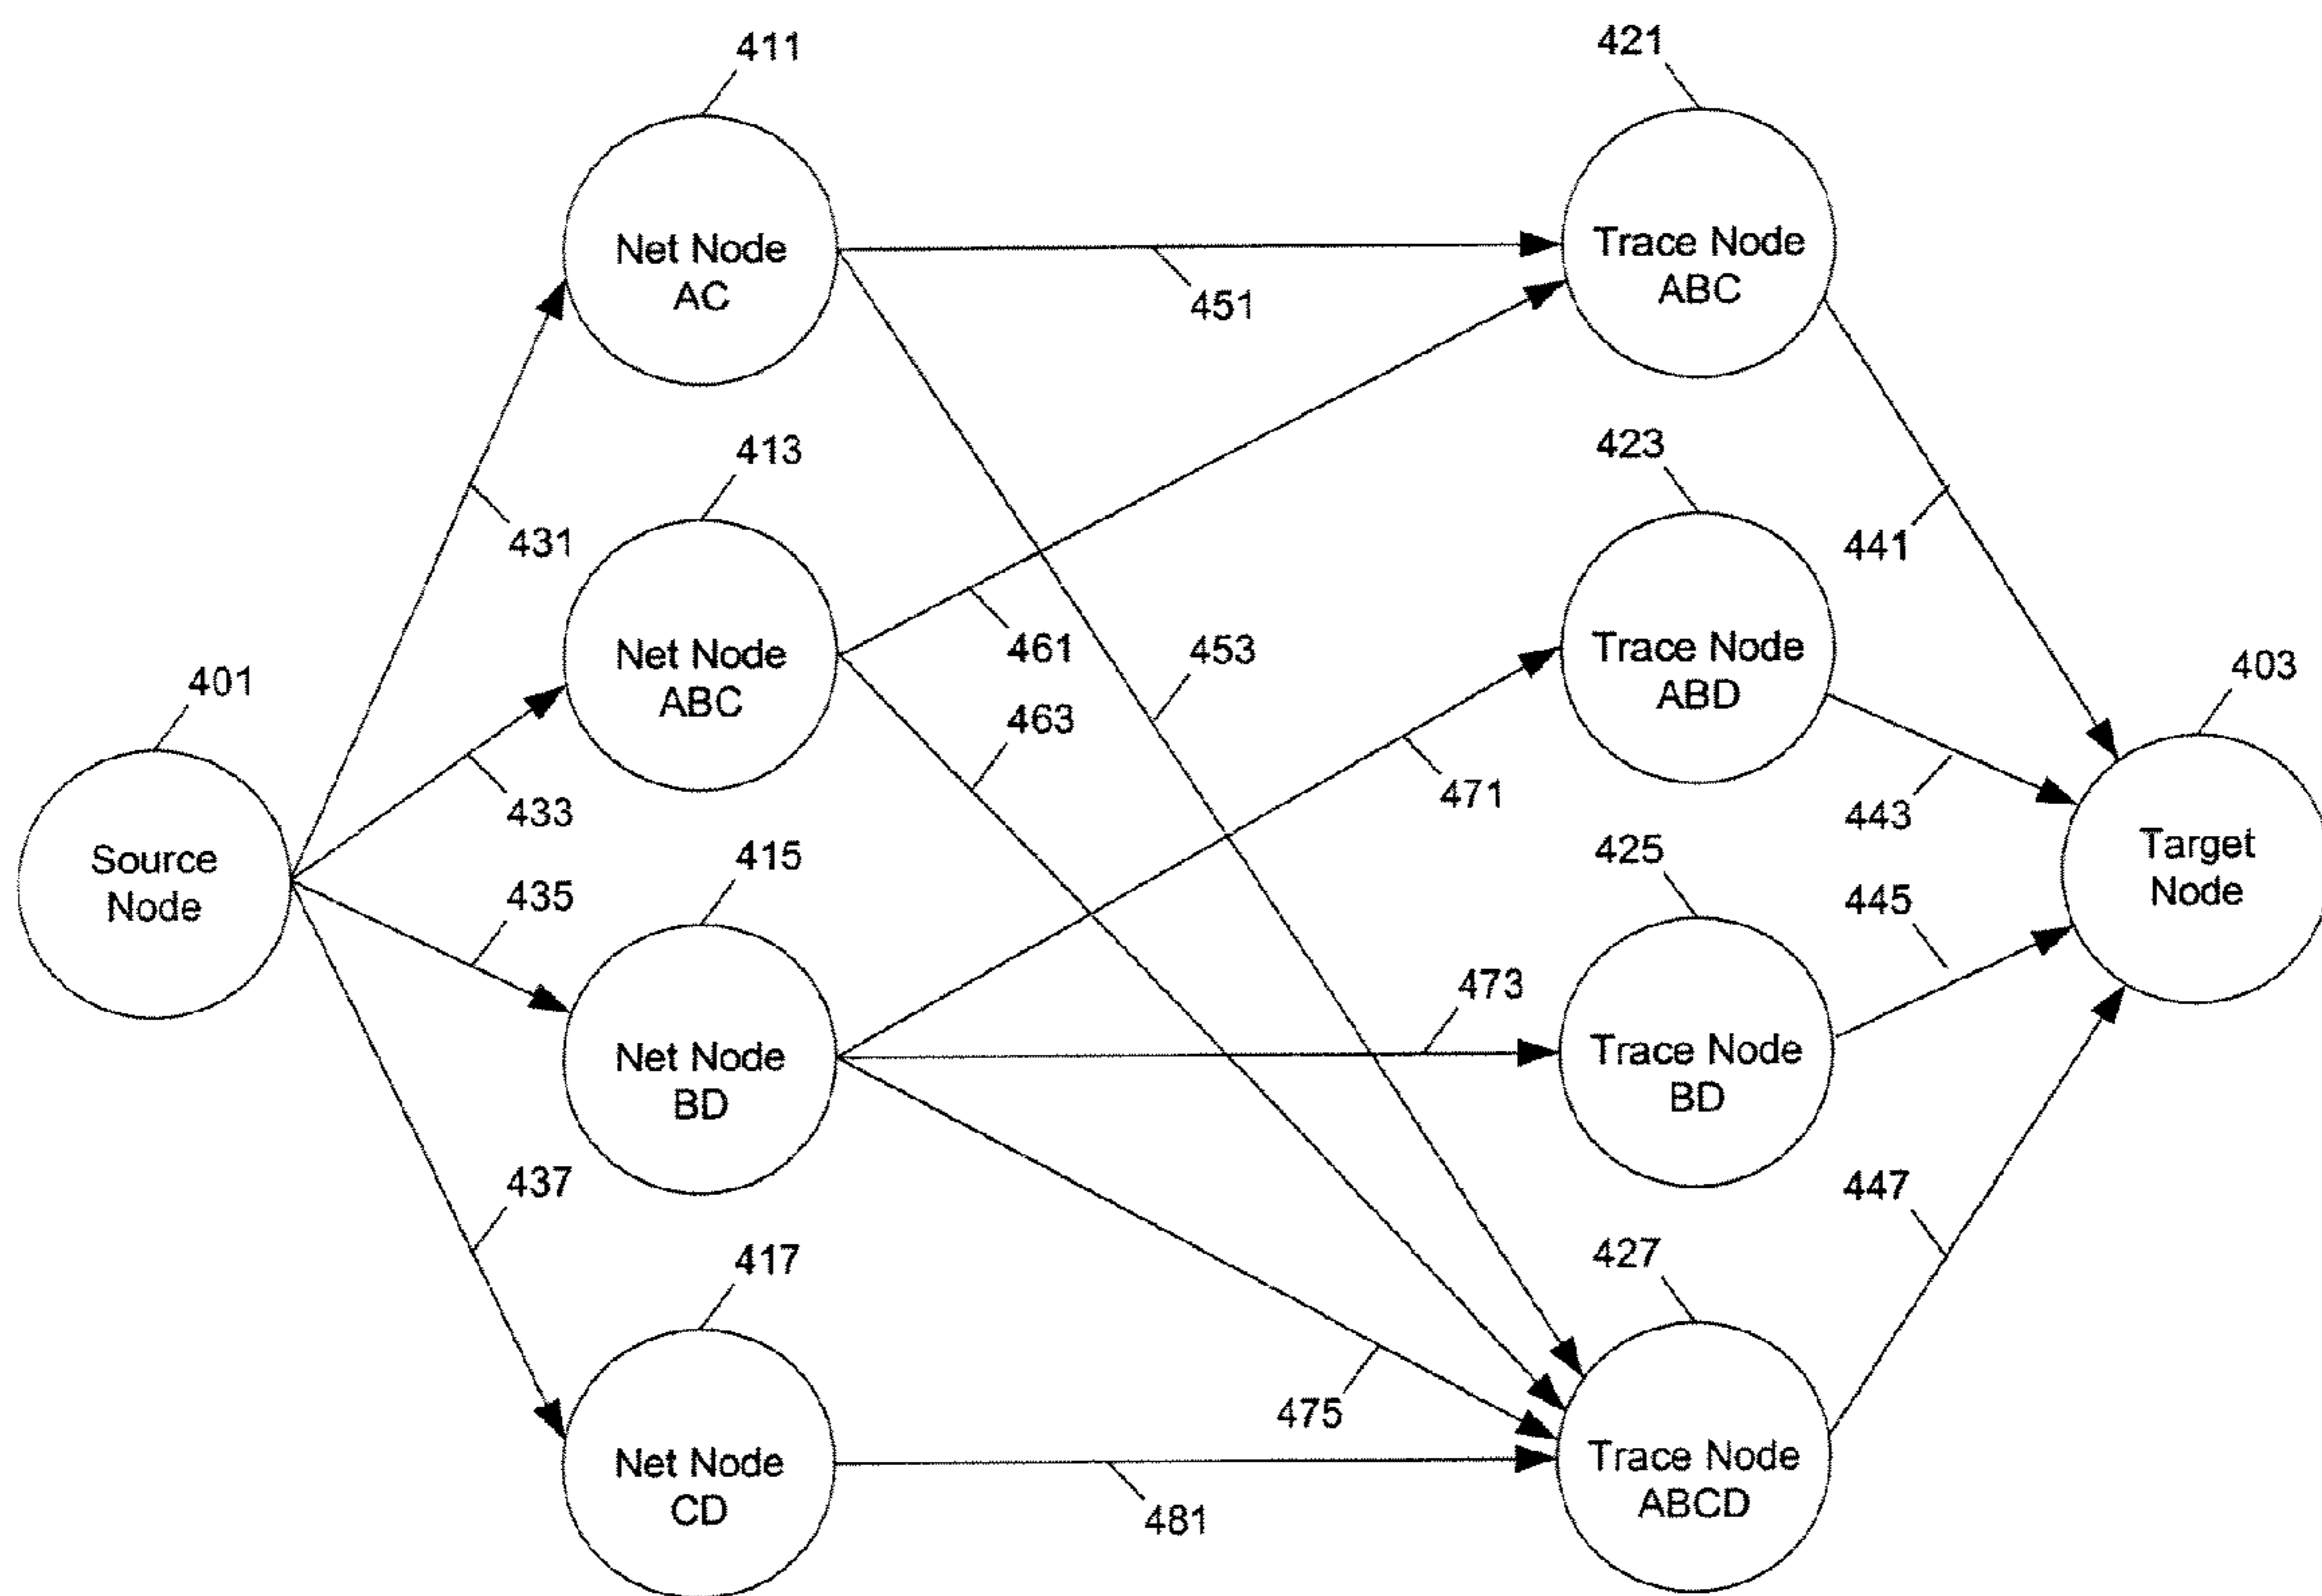 411
421
Net Node
AC
Trace Node
ABC
451
413
423
431
441
Net Node
ABC
461
453
Trace Node
ABD
403
401
463
433
471
443
Source
Node
435
415
425
445
Target
Node
473
Net Node
BD
Trace Node
BD
437
447
417
427
475
Net Node
CD
481
Trace Node
ABCD